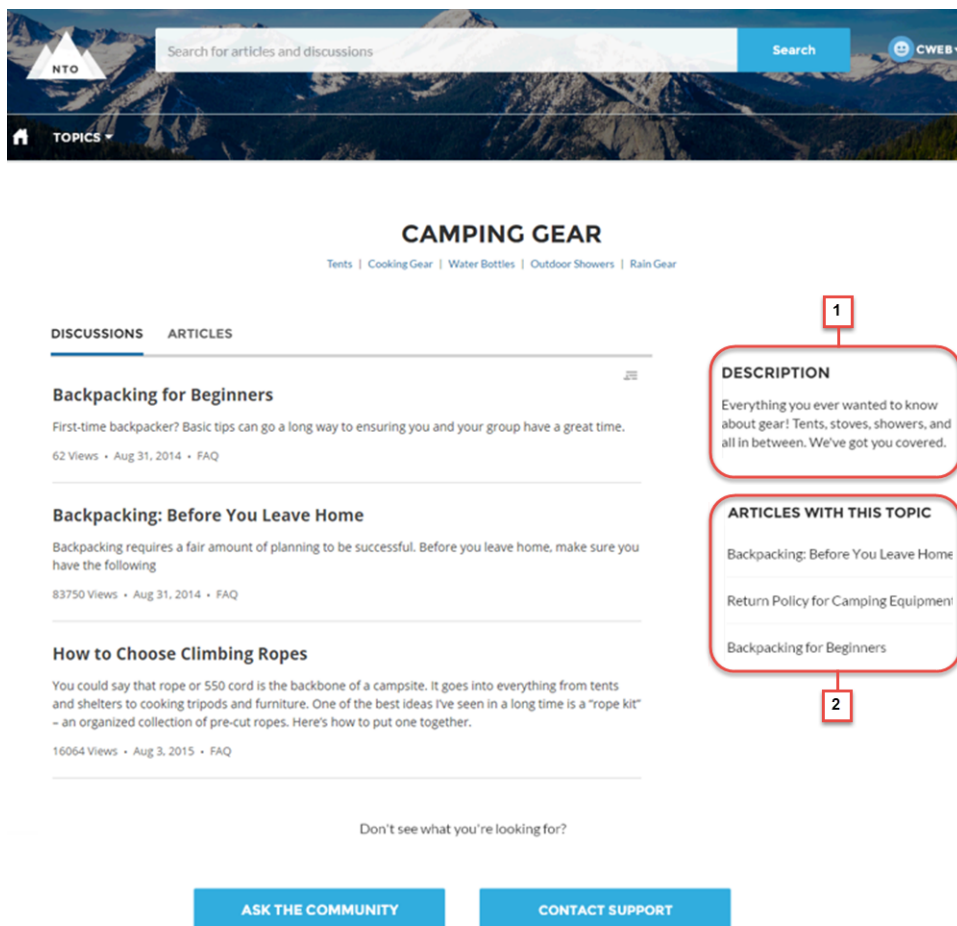 NTO
Search for articles and discussions
Search
CWEB
TOPICS
CAMPING GEAR
Tents | Cooking Gear | Water Bottles | Outdoor Showers | Rain Gear
DISCUSSIONS ARTICLES
Backpacking for Beginners
First-time backpacker? Basic tips can go a long way to ensuring you and your group have a great time.
62 Views • Aug 31, 2014 • FAQ
Backpacking: Before You Leave Home
Backpacking requires a fair amount of planning to be successful. Before you leave home, make sure you
have the following
83750 Views • Aug 31, 2014 • FAQ
How to Choose Climbing Ropes
You could say that rope or 550 cord is the backbone of a campsite. It goes into everything from tents
and shelters to cooking tripods and furniture. One of the best ideas I've seen in a long time is a “rope kit”
– an organized collection of pre-cut ropes. Here's how to put one together.
16064 Views • Aug 3, 2015 • FAQ
1
DESCRIPTION
Everything you ever wanted to know
about gear! Tents, stoves, showers, and
all in between. We've got you covered.
ARTICLES WITH THIS TOPIC
Backpacking: Before You Leave Home
Return Policy for Camping Equipment
Backpacking for Beginners
2
Don't see what you're looking for?
ASK THE COMMUNITY
CONTACT SUPPORT